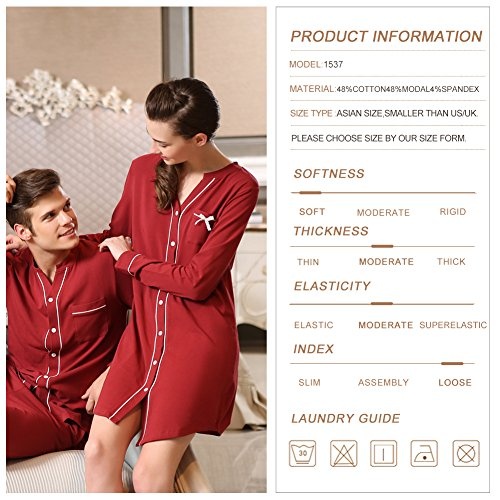 PRODUCT INFORMATION
MODEL:1537
MATERIAL:48%COTTON48%MODAL4%SPANDEX
SIZE TYPE :ASIAN SIZE,SMALLER THAN US/UK.
PLEASE CHOOSE SIZE BY OUR SIZE FORM.
SOFTNESS
SOFT MODERATE RIGID
THICKNESS
THIN MODERATE THICK
ELASTICITY
ELASTIC MODERATE SUPERELASTIC
INDEX
SLIM ASSEMBLY LOOSE
LAUNDRY GUIDE
30